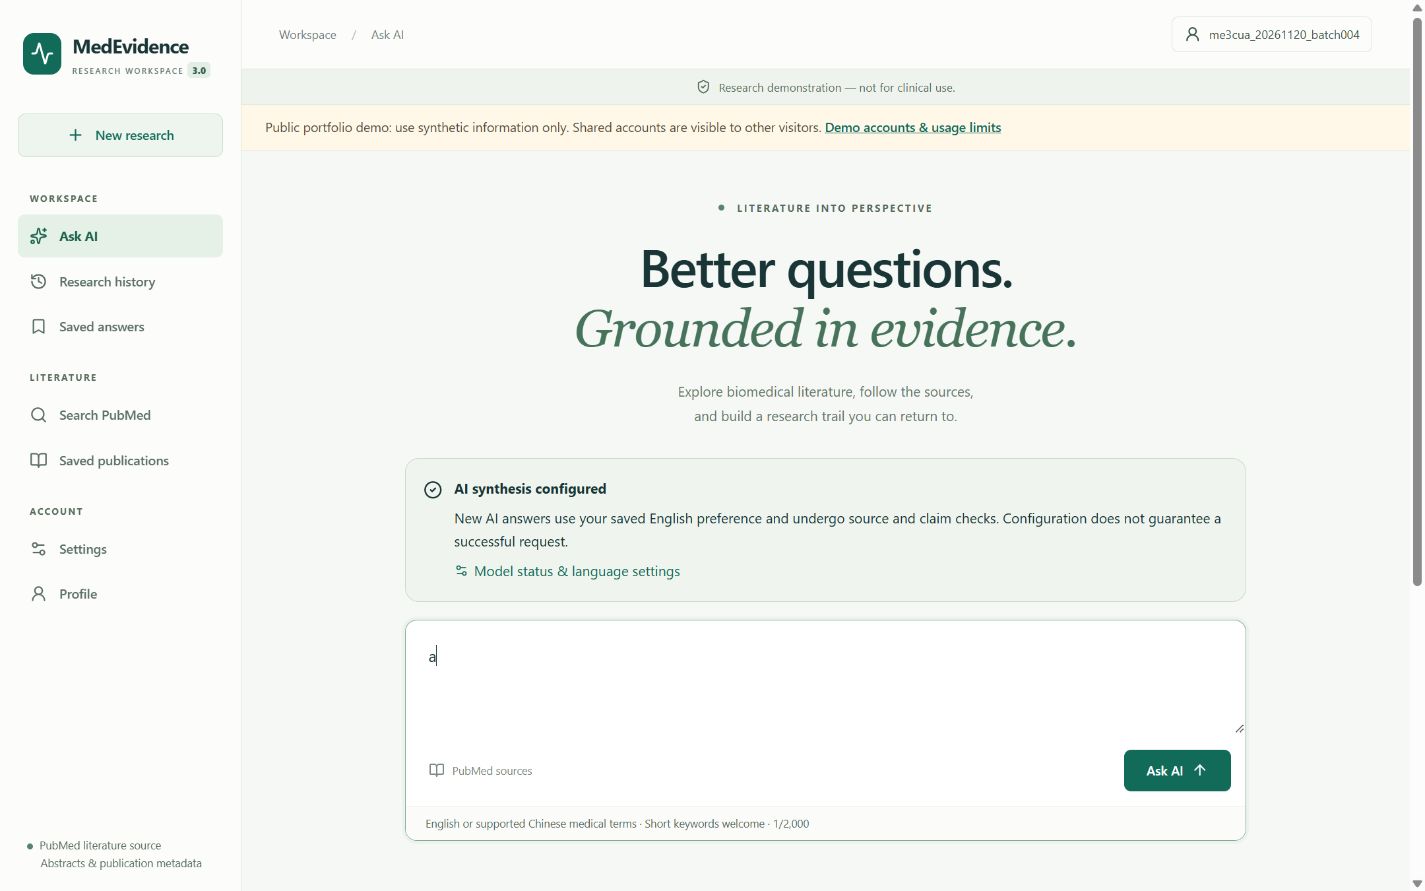 MedEvidence
RESEARCH WORKSPACE 3.0
New research
WORKSPACE
Ask AI
Research history
Saved answers
LITERATURE
Search PubMed
Saved publications
ACCOUNT
Settings
Profile
PubMed literature source
Abstracts & publication metadata
Workspace / Ask AI
me3cua_20261120_batch004
Research demonstration — not for clinical use.
Public portfolio demo: use synthetic information only. Shared accounts are visible to other visitors. Demo accounts & usage limits
LITERATURE INTO PERSPECTIVE
Better questions.
Grounded in evidence.
Explore biomedical literature, follow the sources,
and build a research trail you can return to.
AI synthesis configured
New AI answers use your saved English preference and undergo source and claim checks. Configuration does not guarantee a
successful request.
Model status & language settings
a
PubMed sources
Ask AI
English or supported Chinese medical terms · Short keywords welcome · 1/2,000